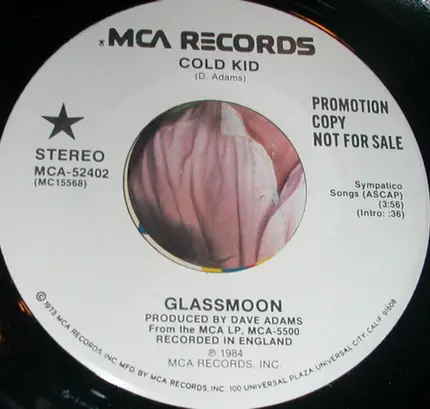 MCA RECORDS
COLD KID
(D. Adams)
PROMOTION
COPY
NOT FOR SALE
STEREO
MCA-52402
(MC15568)
Sympatico
Songs (ASCAP)
(3:56)
(Intro: :36)
GLASSMOON
PRODUCED BY DAVE ADAMS
From the MCA LP, MCA-5500
RECORDED IN ENGLAND
℗ 1984
MCA RECORDS, INC.
© 1973 MCA RECORDS, INC. MFG BY MCA RECORDS, INC. 100 UNIVERSAL PLAZA, UNIVERSAL CITY, CALIF. 91608